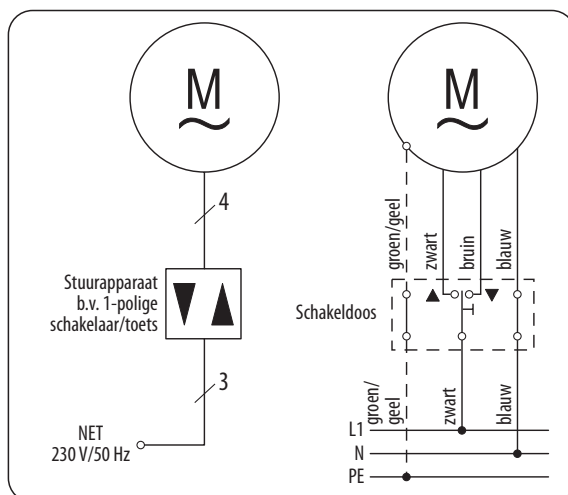 M
4
Stuurapparaat
b.v. 1-polige
schakelaar/toets
3
NET
230 V/50 Hz
M
groen/geel
zwart
bruin
blauw
Schakeldoos
groen/
geel
zwart
blauw
L1
N
PE